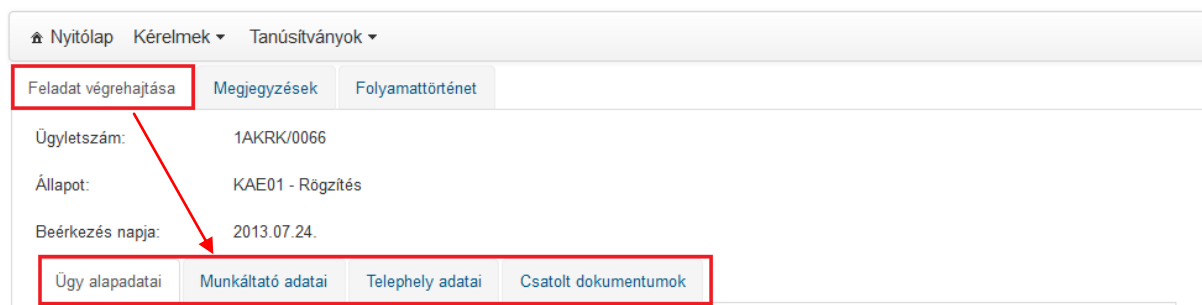 Nyitólap Kérelmek Tanúsítványok
Feladat végrehajtása Megjegyzések Folyamattörténet
Ügyletszám: 1AKRK/0066
Állapot: KAE01 - Rögzítés
Beérkezés napja: 2013.07.24.
Ügy alapadatai Munkáltató adatai Telephely adatai Csatolt dokumentumok